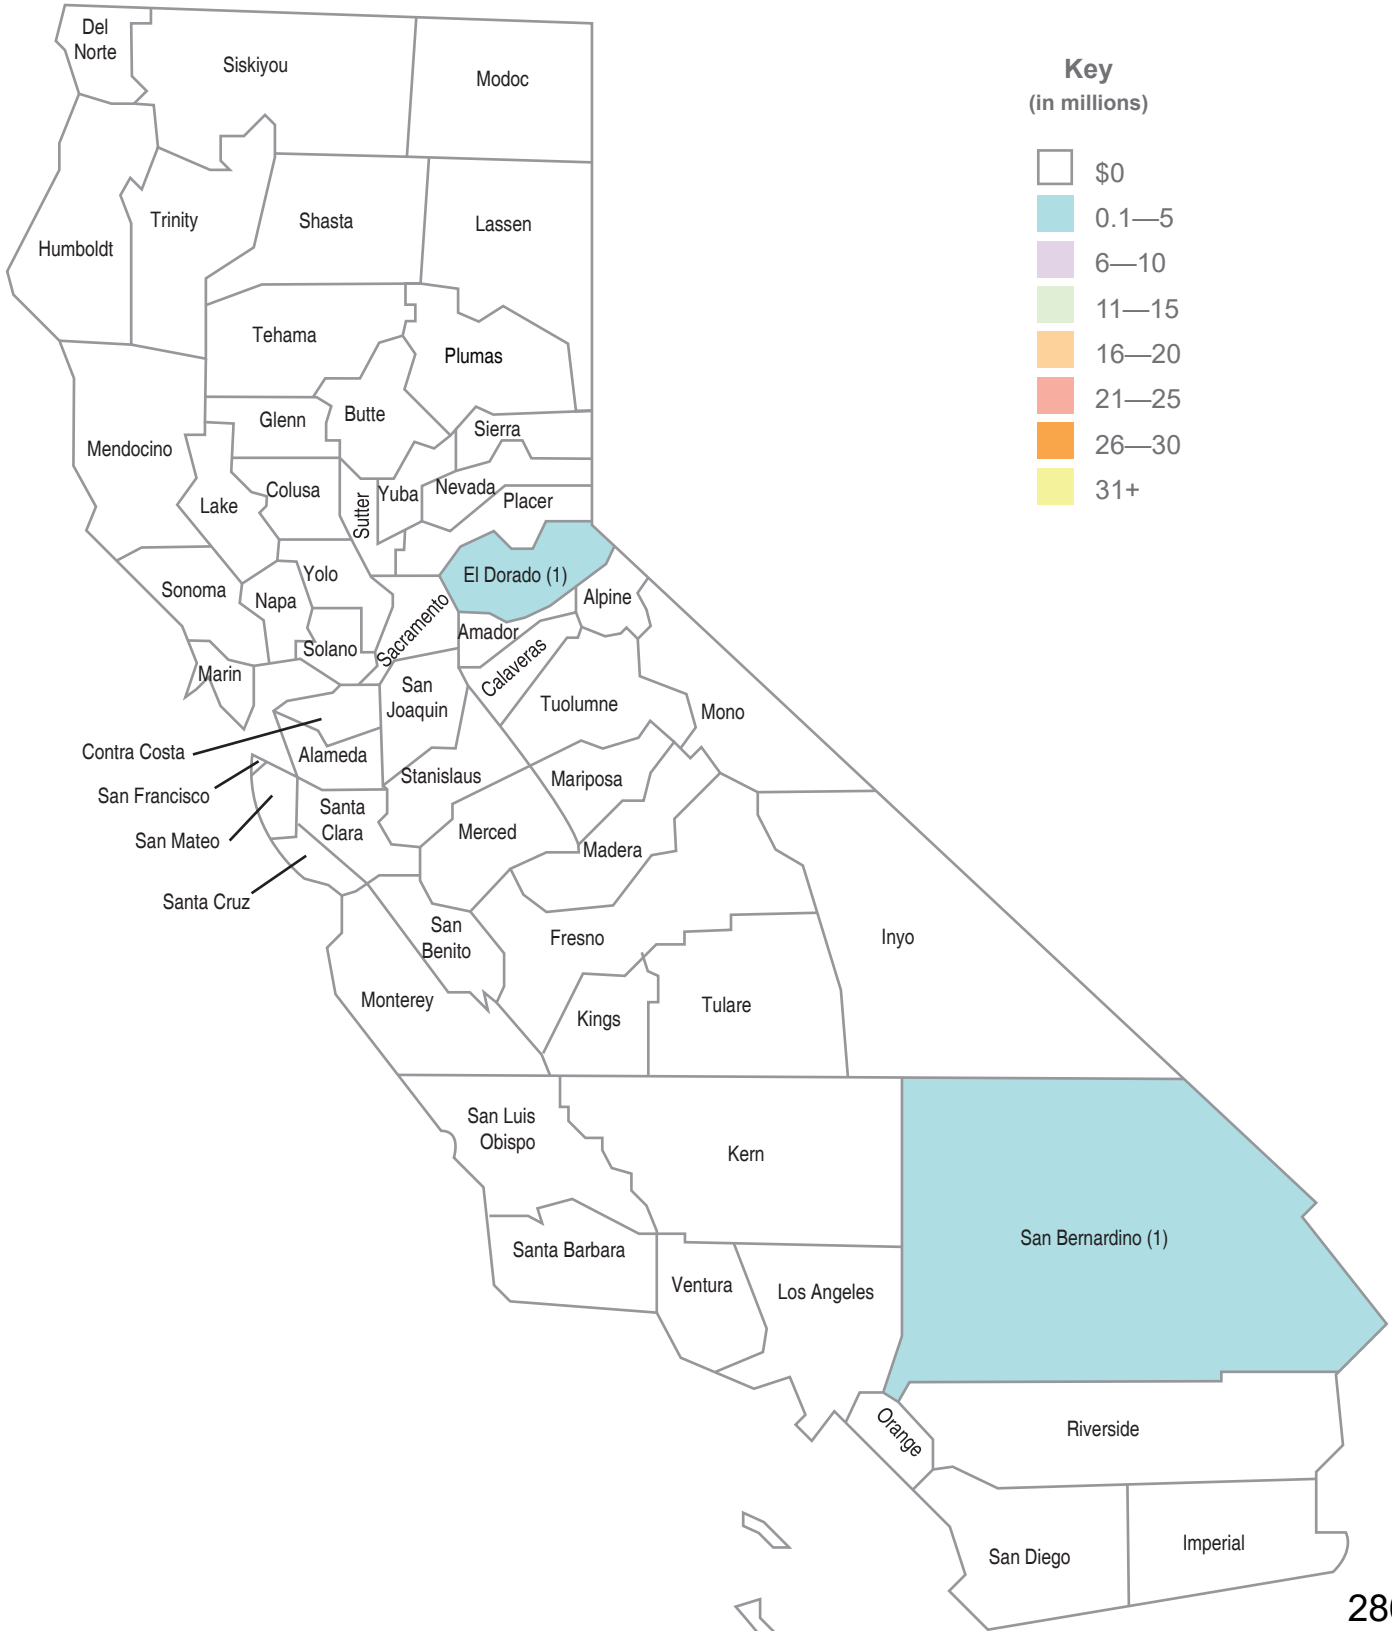 Del
Norte
Siskiyou
Modoc
Key
(in millions)
$0
0.1—5
6—10
11—15
16—20
21—25
26—30
31+
Humboldt
Trinity
Shasta
Lassen
Tehama
Plumas
Mendocino
Glenn
Butte
Sierra
Lake
Colusa
Sutter
Yuba
Nevada
Placer
Sonoma
Napa
Yolo
El Dorado (1)
Alpine
Sacramento
Amador
Solano
Marin
Calaveras
San
Joaquin
Tuolumne
Mono
Contra Costa
Alameda
Stanislaus
Mariposa
San Francisco
San Mateo
Santa
Clara
Merced
Madera
Santa Cruz
San
Benito
Fresno
Inyo
Monterey
Kings
Tulare
San Luis
Obispo
Kern
Santa Barbara
Ventura
Los Angeles
San Bernardino (1)
Orange
Riverside
San Diego
Imperial